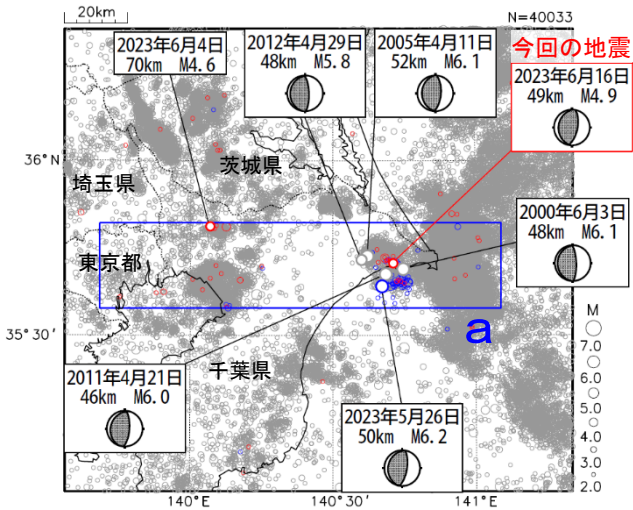 20km
N=40033
2023年6月4日
70km M4.6
2012年4月29日
48km M5.8
2005年4月11日
52km M6.1
今回の地震
2023年6月16日
49km M4.9
36°N
茨城県
埼玉県
東京都
2000年6月3日
48km M6.1
35°30'
a
千葉県
2011年4月21日
46km M6.0
2023年5月26日
50km M6.2
M
7.0
6.0
5.0
4.0
3.0
2.0
140°E
140°30'
141°E